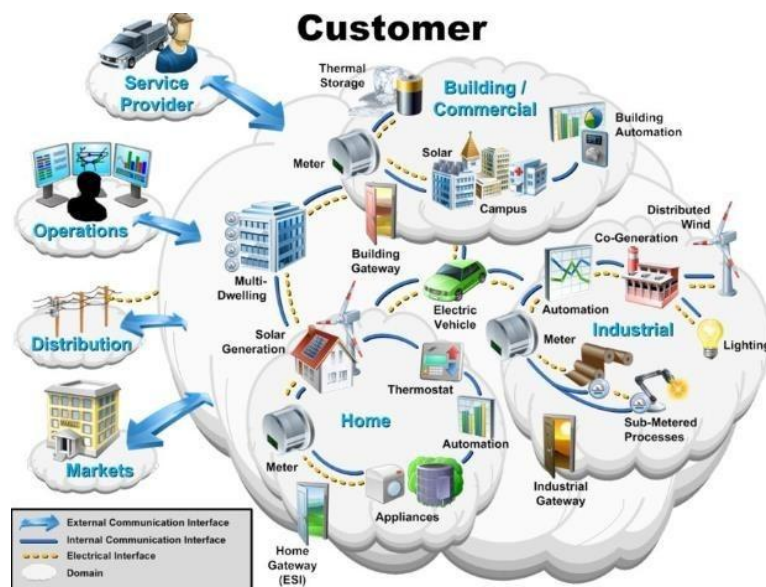 Customer
Service
Provider
Thermal
Storage
Building /
Commercial
Building
Automation
Meter
Solar
Campus
Operations
Multi-
Dwelling
Building
Gateway
Electric
Vehicle
Distributed
Wind
Co-Generation
Automation
Industrial
Meter
Lighting
Sub-Metered
Processes
Industrial
Gateway
Distribution
Solar
Generation
Thermostat
Home
Automation
Meter
Appliances
Home
Gateway
(ESI)
Markets
External Communication Interface
Internal Communication Interface
Electrical Interface
Domain